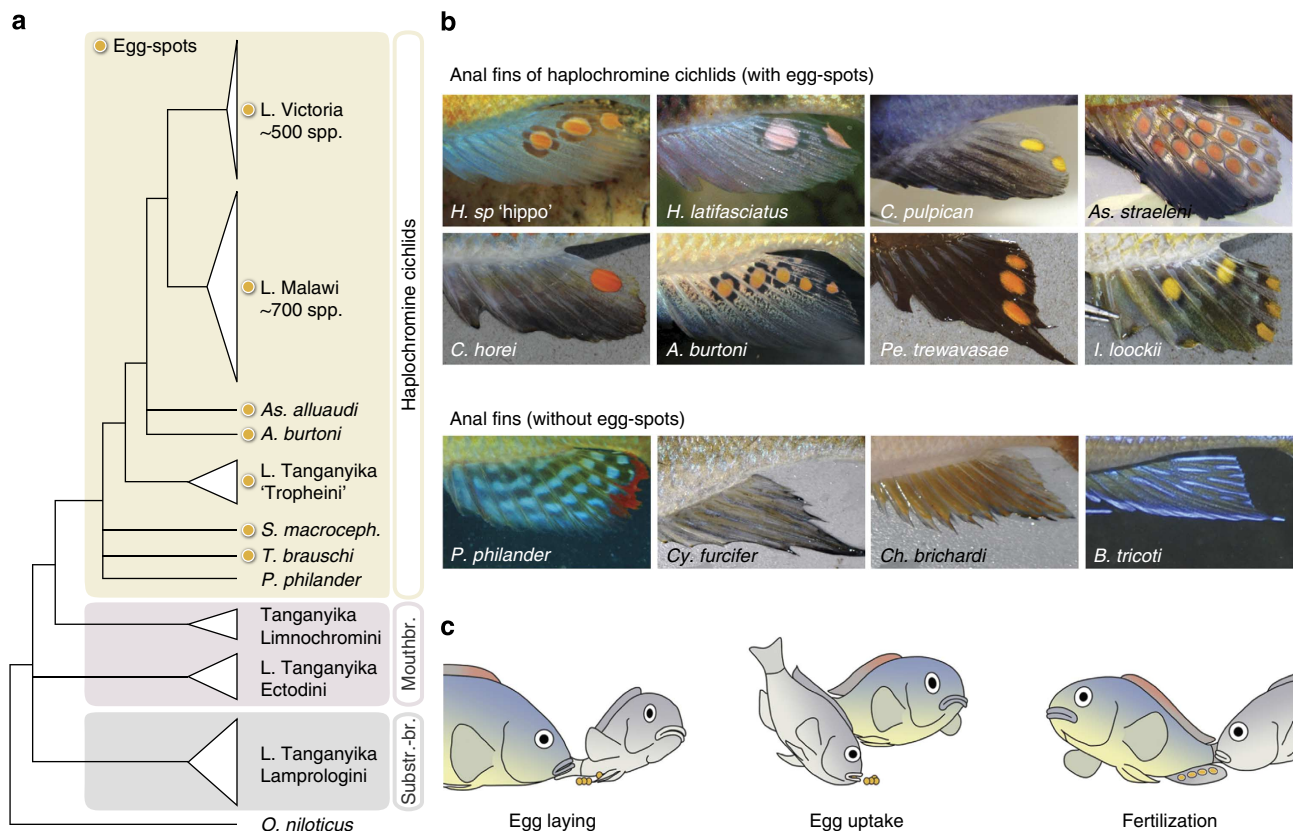 a
Egg-spots
L. Victoria
~500 spp.
L. Malawi
~700 spp.
As. alluaudi
A. burtoni
L. Tanganyika
'Tropheini'
S. macroceph.
T. brauschi
P. philander
Tanganyika
Limnochromini
L. Tanganyika
Ectodini
L. Tanganyika
Lamprologini
O. niloticus
Haplochromine cichlids
Mouthbr.
Substr.-br.
b
Anal fins of haplochromine cichlids (with egg-spots)
H. sp 'hippo'
H. latifasciatus
C. pulpican
As. straeleni
C. horei
A. burtoni
Pe. trewavasae
I. loockii
Anal fins (without egg-spots)
P. philander
Cy. furcifer
Ch. brichardi
B. tricoti
c
Egg laying
Egg uptake
Fertilization